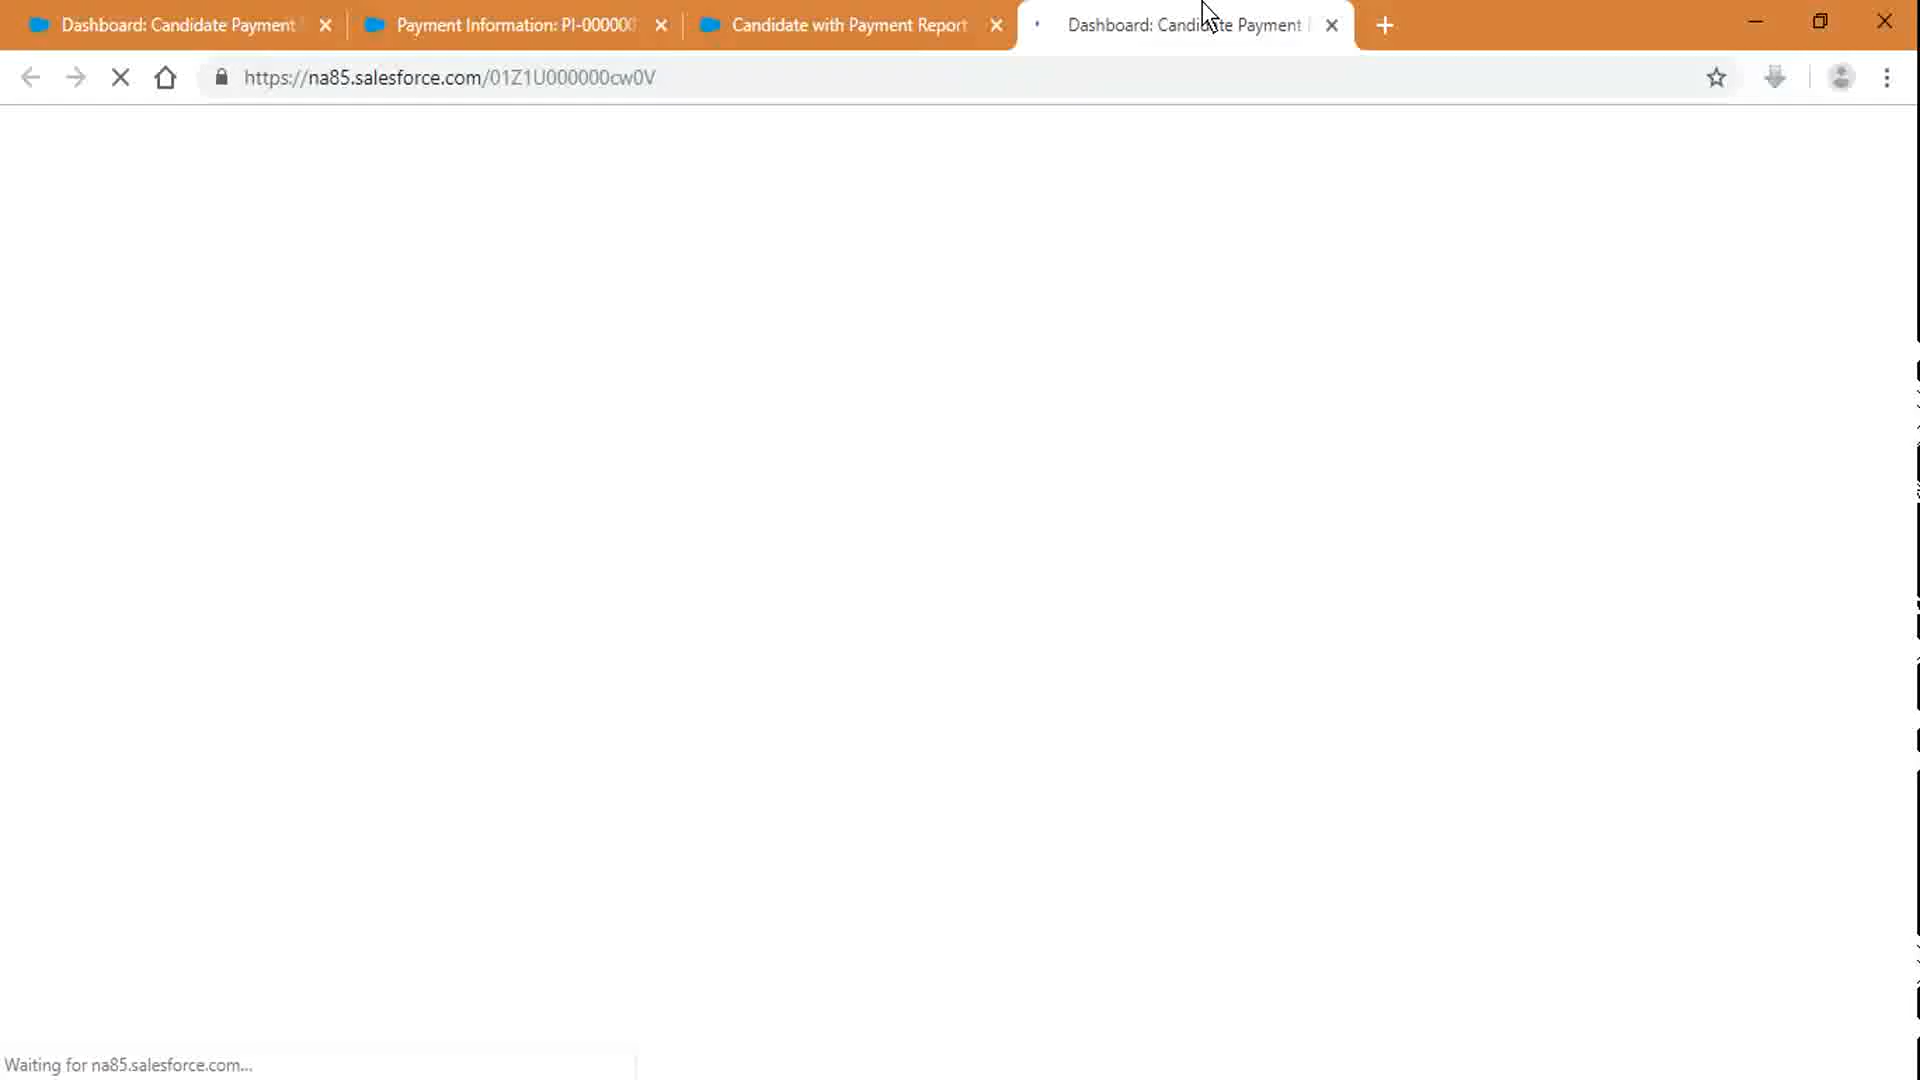 Dashboard: Candidate Payment
Payment Information: PI-000000
Candidate with Payment Report
Dashboard: Candidate Payment
https://na85.salesforce.com/01Z1U000000cw0V
Waiting for na85.salesforce.com...